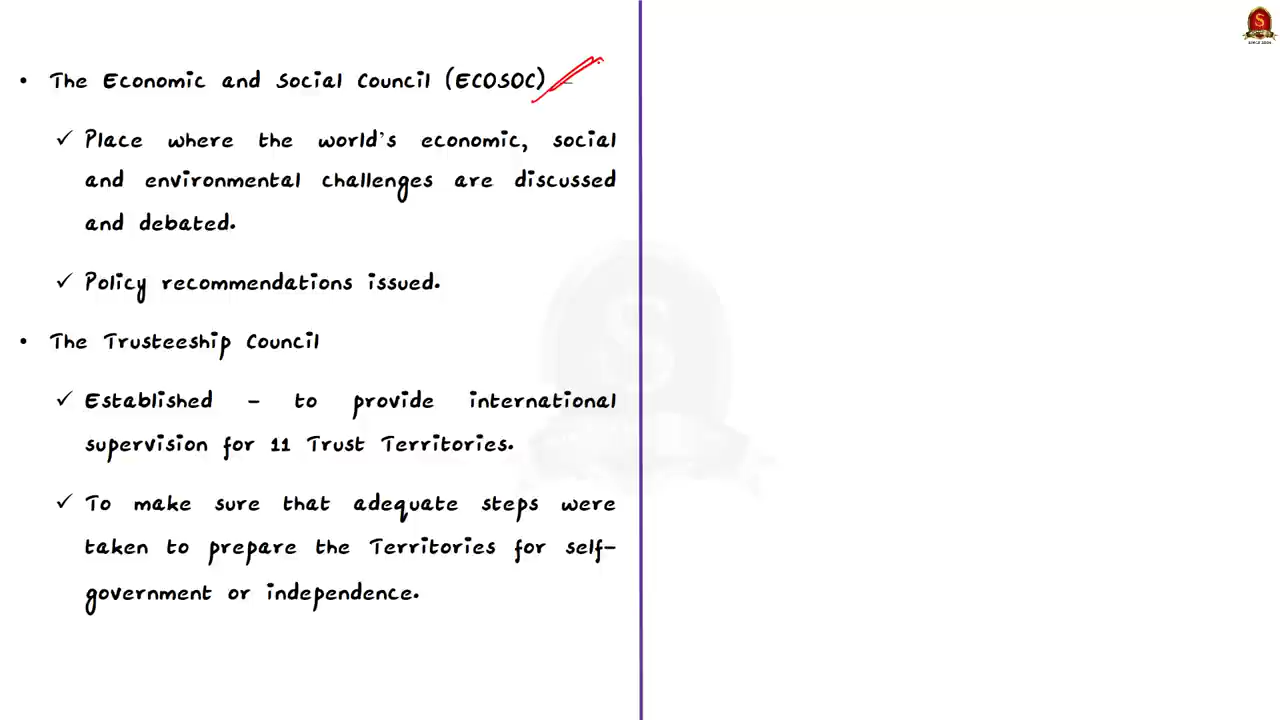 • The Economic and Social Council (ECOSOC)
✓ Place where the world's economic, social
and environmental challenges are discussed
and debated.
✓ Policy recommendations issued.
• The Trusteeship Council
✓ Established – to provide international
supervision for 11 Trust Territories.
✓ To make sure that adequate steps were
taken to prepare the Territories for self-
government or independence.
S
SINCE 2004